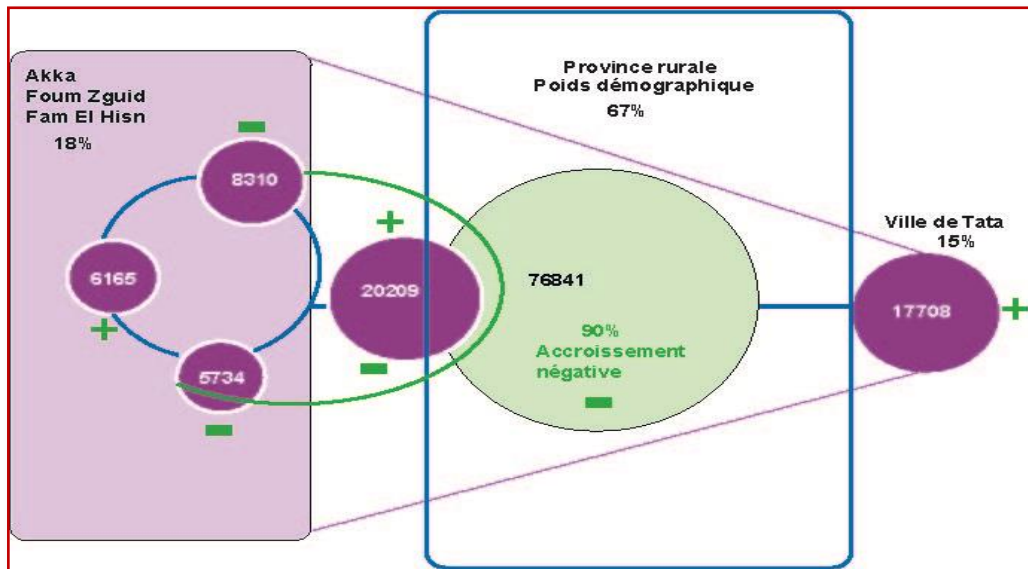 Akka
Foum Zguid
Fam El Hisn
18%
8310
6165
5734
20209
Province rurale
Poids démographique
67%
76841
90%
Accroissement
négative
Ville de Tata
15%
17708